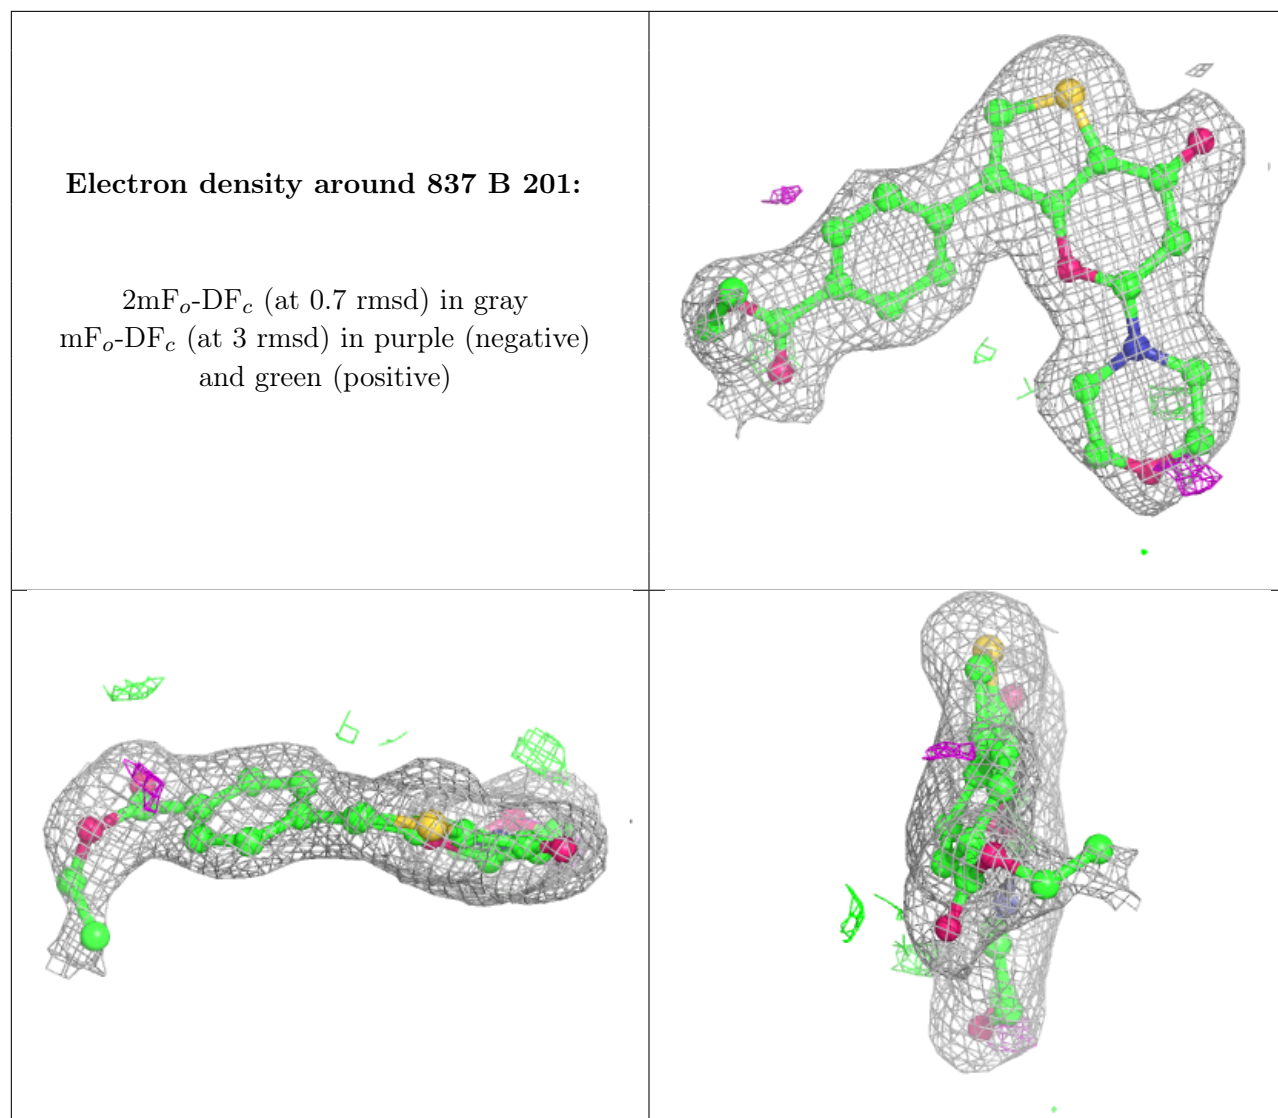 Electron density around 837 B 201:
2mFₒ-DF𝒸 (at 0.7 rmsd) in gray
mFₒ-DF𝒸 (at 3 rmsd) in purple (negative)
and green (positive)